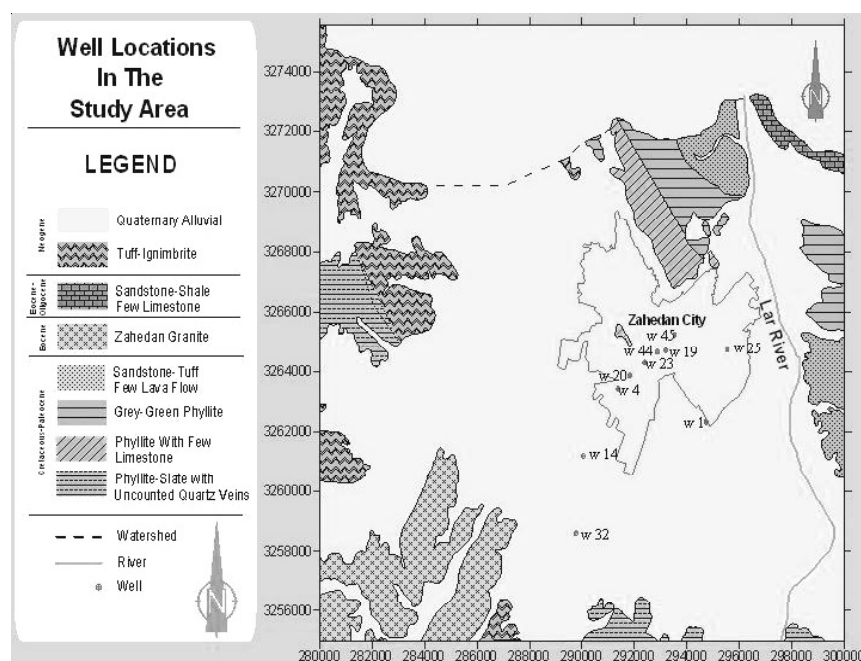 Well Locations
In The
Study Area
LEGEND
Neogene
Quaternary Alluvial
Tuff-Ignimbrite
Eocene-
Oligocene
Sandstone-Shale
Few Limestone
Eocene
Zahedan Granite
Cretaceous-Paleocene
Sandstone-Tuff
Few Lava Flow
Grey-Green Phyllite
Phyllite With Few
Limestone
Phyllite-Slate with
Uncounted Quartz Veins
Watershed
River
Well
N
N
3274000
3272000
3270000
3268000
3266000
3264000
3262000
3260000
3258000
3256000
Zahedan City
w 45
w 44
w 19
w 25
w 23
w 20
w 4
w 1
w 14
w 32
Lar River
280000 282000 284000 286000 288000 290000 292000 294000 296000 298000 300000